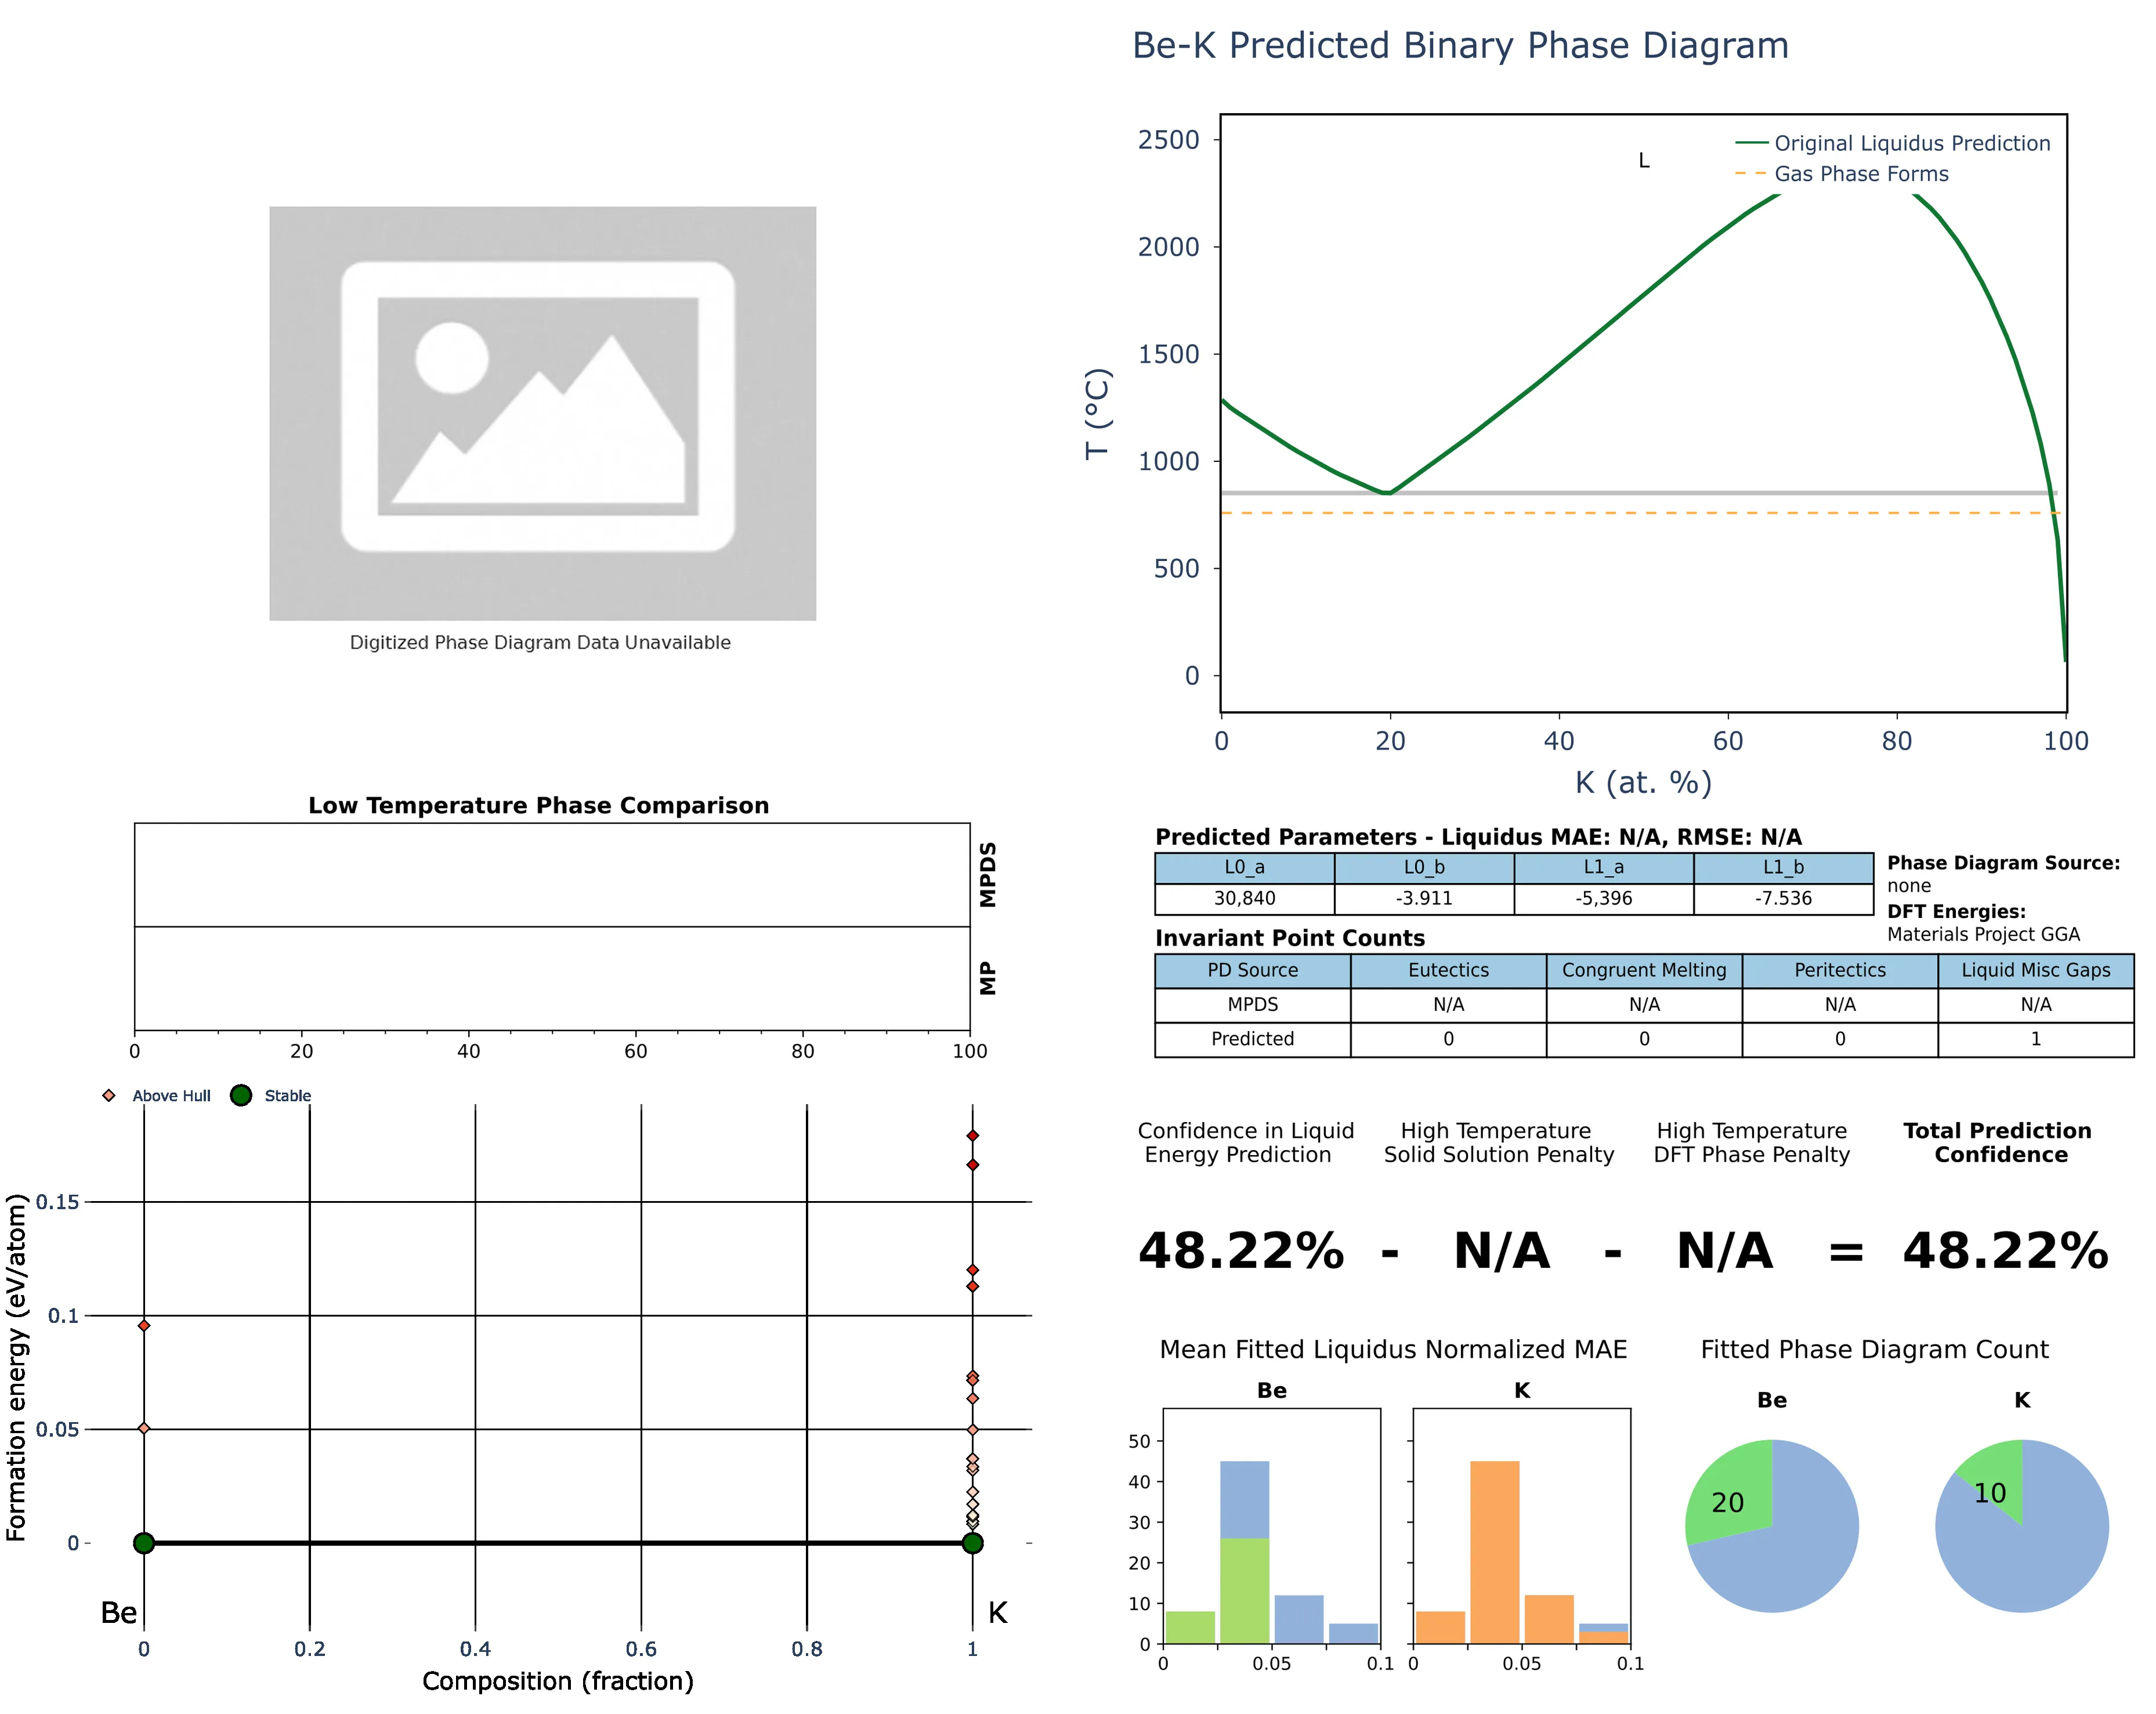 Be-K Predicted Binary Phase Diagram
2500
2000
1500
1000
500
0
T (°C)
L
Original Liquidus Prediction
Gas Phase Forms
0 20 40 60 80 100
K (at. %)
Digitized Phase Diagram Data Unavailable
Low Temperature Phase Comparison
MPDS
MP
0 20 40 60 80 100
Predicted Parameters - Liquidus MAE: N/A, RMSE: N/A
L0_a L0_b L1_a L1_b
30,840 -3.911 -5,396 -7.536
Phase Diagram Source:
none
DFT Energies:
Materials Project GGA
Invariant Point Counts
PD Source Eutectics Congruent Melting Peritectics Liquid Misc Gaps
MPDS N/A N/A N/A N/A
Predicted 0 0 0 1
Above Hull Stable
Formation energy (eV/atom)
0.15
0.1
0.05
0
Be K
0 0.2 0.4 0.6 0.8 1
Composition (fraction)
Confidence in Liquid
Energy Prediction
High Temperature
Solid Solution Penalty
High Temperature
DFT Phase Penalty
Total Prediction
Confidence
48.22% - N/A - N/A = 48.22%
Mean Fitted Liquidus Normalized MAE
Be K
50
40
30
20
10
0
0 0.05 0.1
0 0.05 0.1
Fitted Phase Diagram Count
Be K
20
10